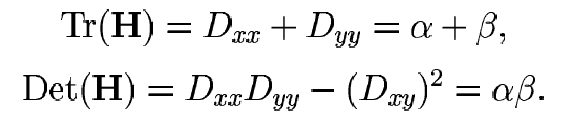 Tr(H) = D_{xx} + D_{yy} = α + β,
Det(H) = D_{xx}D_{yy} − (D_{xy})^2 = αβ.